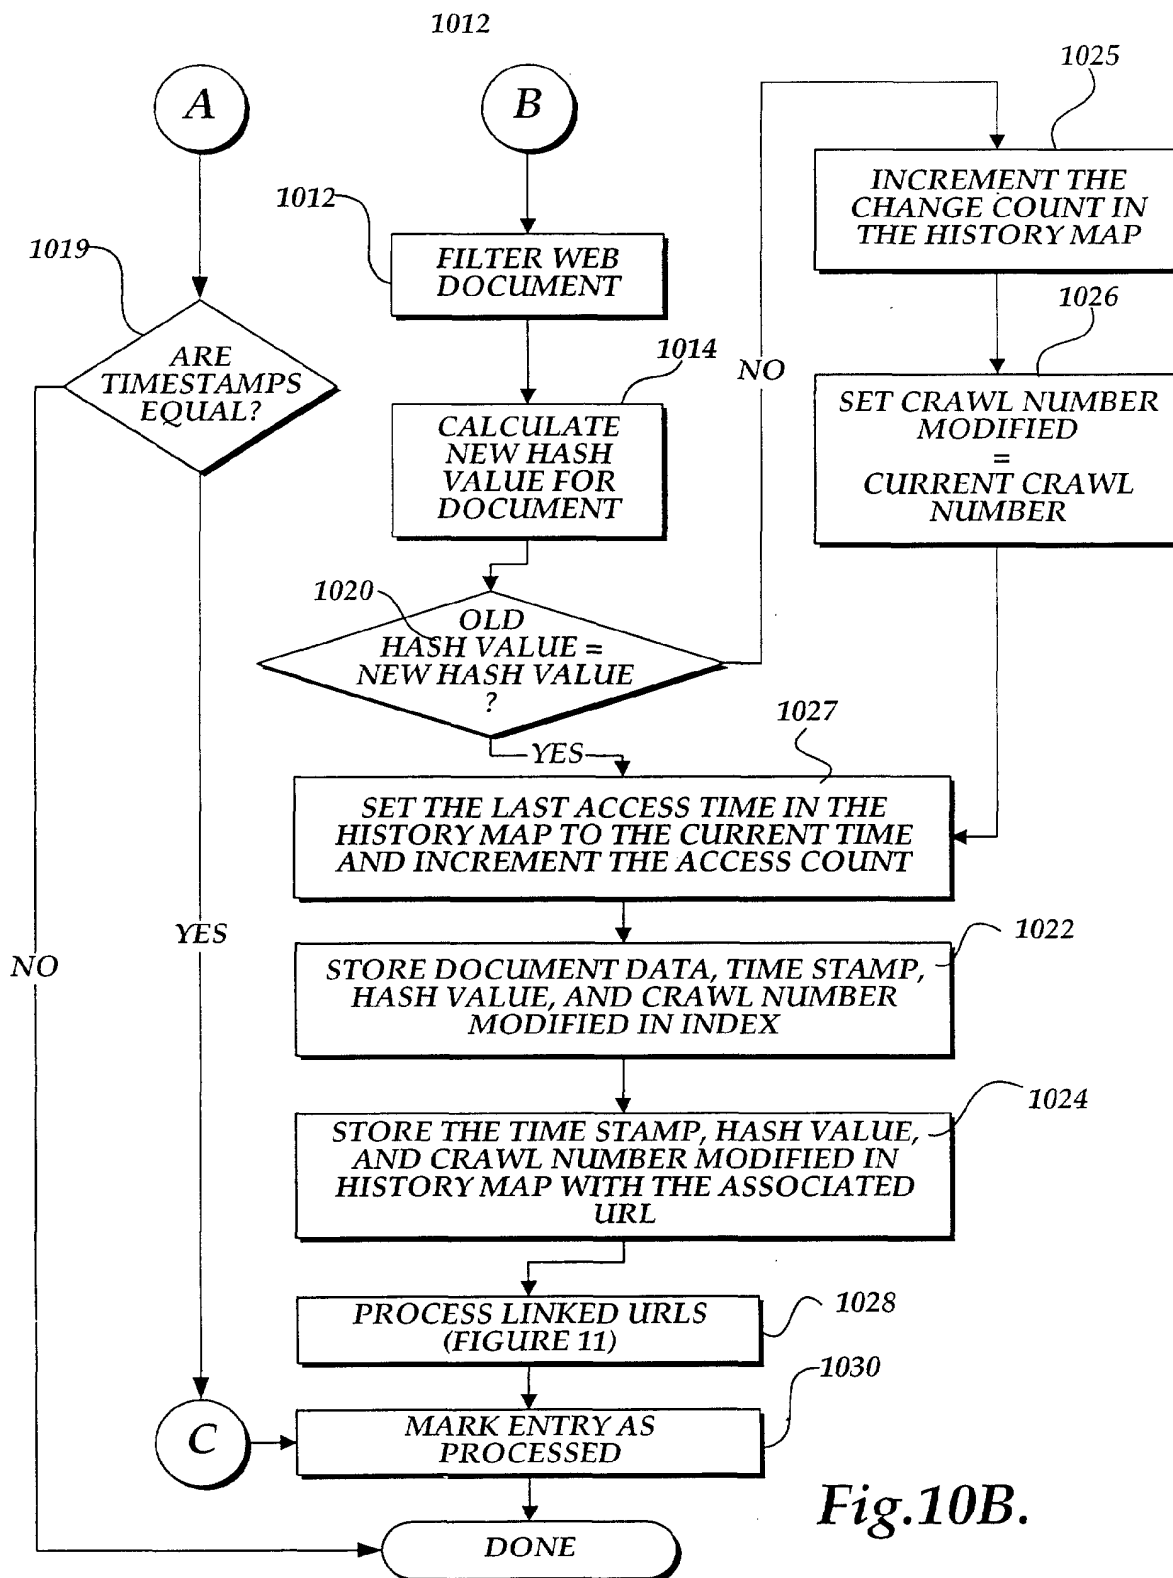 1012
A
B
1025
INCREMENT THE
CHANGE COUNT IN
THE HISTORY MAP
1012
FILTER WEB
DOCUMENT
1019
ARE
TIMESTAMPS
EQUAL?
1014
CALCULATE
NEW HASH
VALUE FOR
DOCUMENT
NO
1026
SET CRAWL NUMBER
MODIFIED
=
CURRENT CRAWL
NUMBER
1020
OLD
HASH VALUE =
NEW HASH VALUE
?
YES
1027
SET THE LAST ACCESS TIME IN THE
HISTORY MAP TO THE CURRENT TIME
AND INCREMENT THE ACCESS COUNT
YES
NO
1022
STORE DOCUMENT DATA, TIME STAMP,
HASH VALUE, AND CRAWL NUMBER
MODIFIED IN INDEX
1024
STORE THE TIME STAMP, HASH VALUE,
AND CRAWL NUMBER MODIFIED IN
HISTORY MAP WITH THE ASSOCIATED
URL
1028
PROCESS LINKED URLS
(FIGURE 11)
1030
C
MARK ENTRY AS
PROCESSED
DONE
Fig.10B.